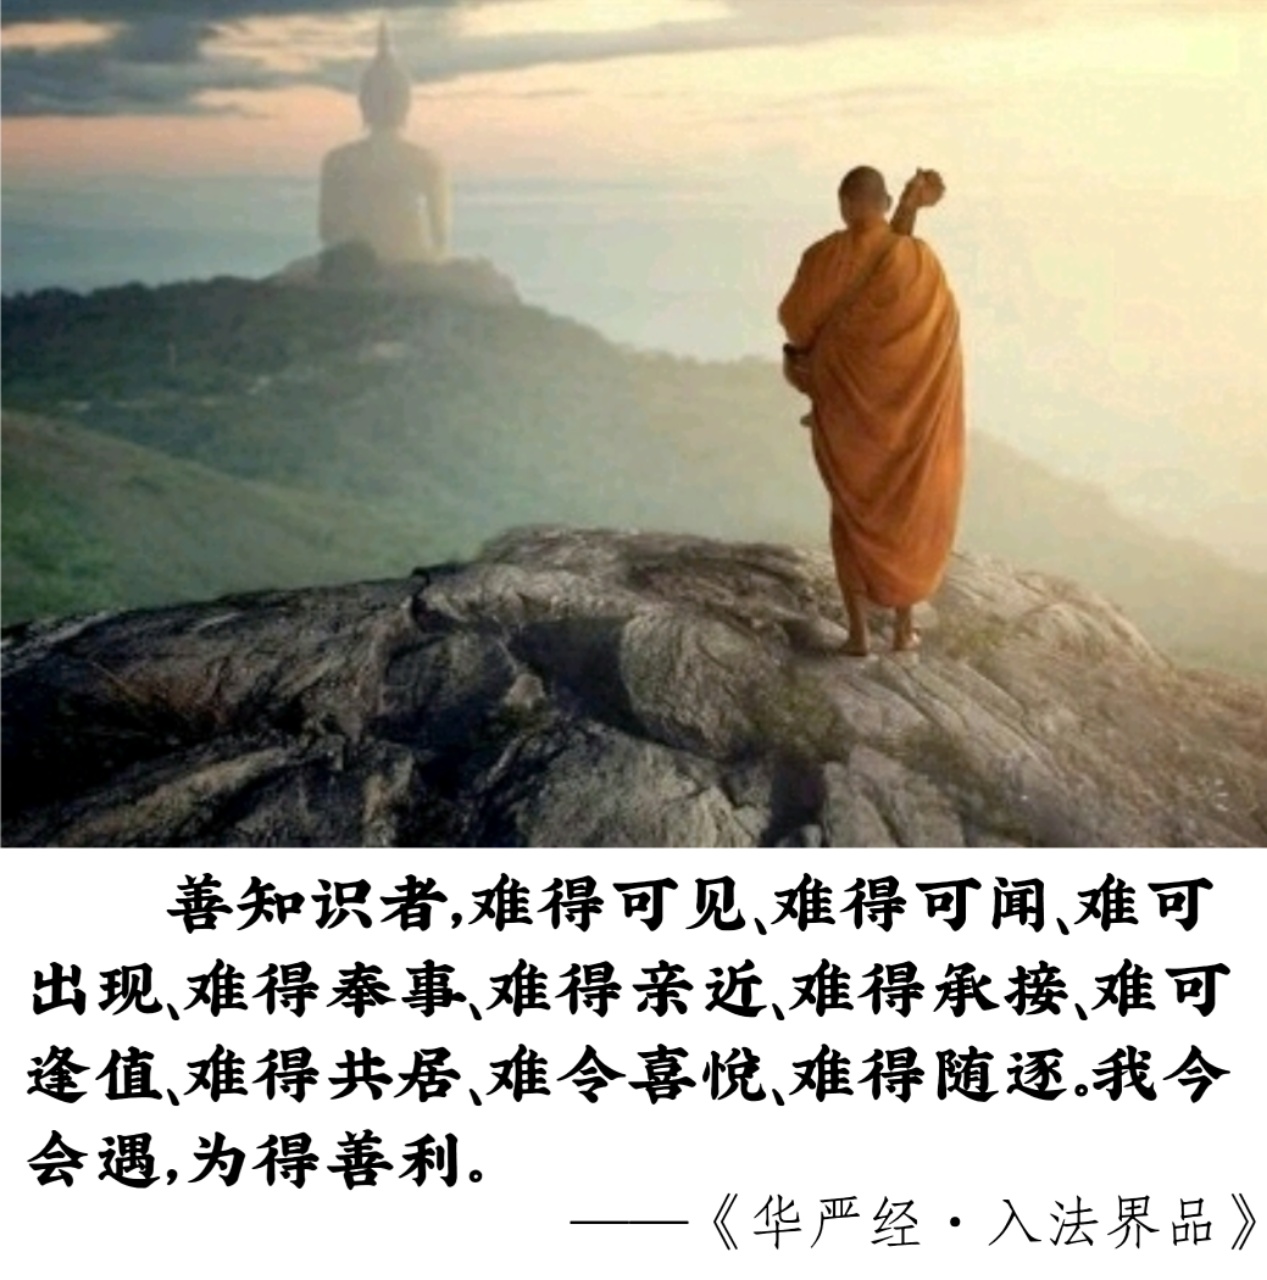 善知识者,难得可见、难得可闻、难可
出现、难得奉事、难得亲近、难得承接、难可
逢值、难得共居、难令喜悦、难得随逐。我今
会遇,为得善利。
——《华严经·入法界品》